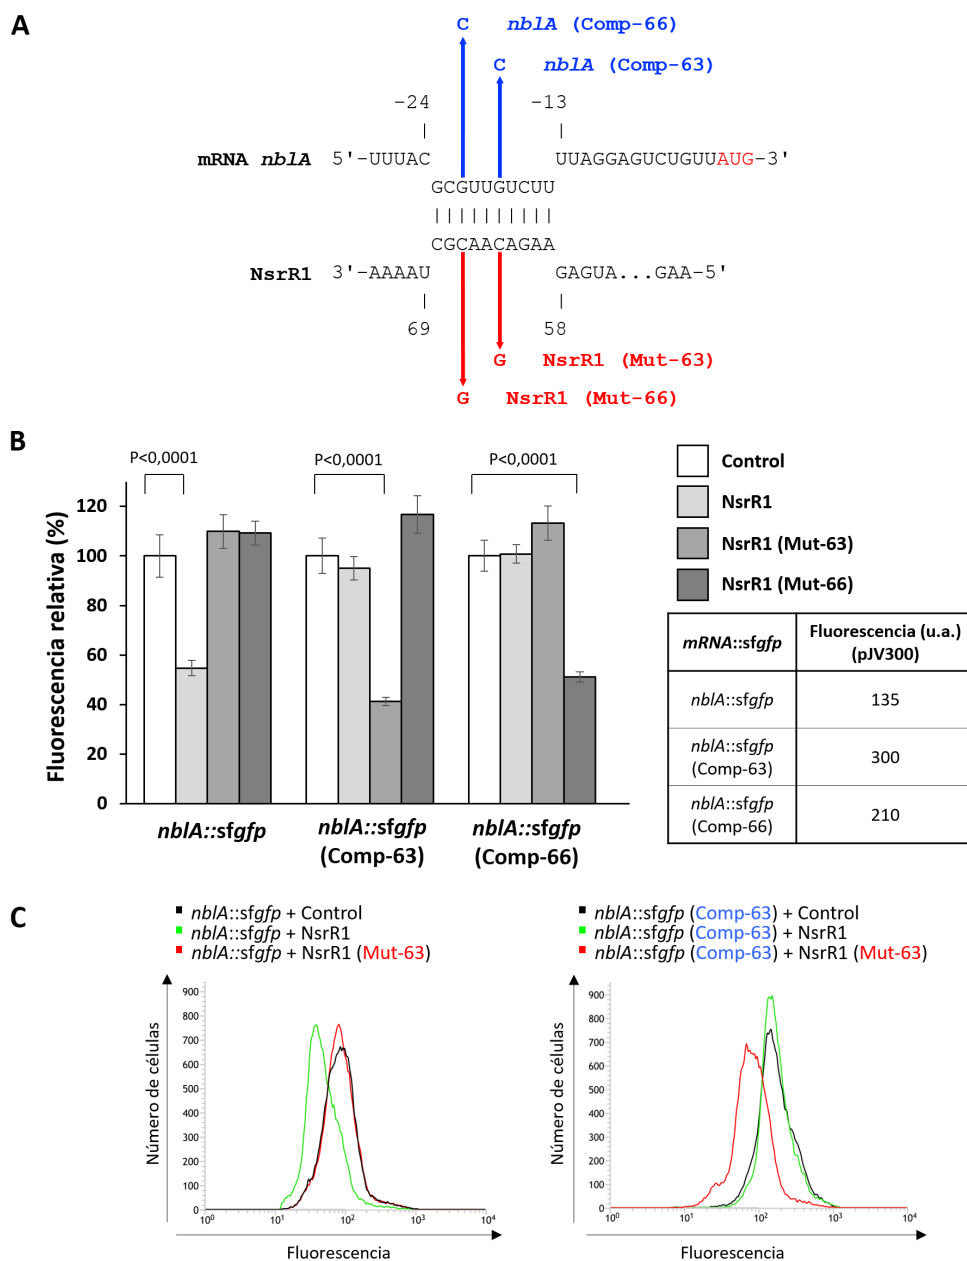 A
C nblA (Comp-66)
C nblA (Comp-63)
-24 -13
| |
mRNA nblA 5'-UUUAC UUAGGAGUCUGUUAUG-3'
GCGUUGUCUU
||||||||||
CGCAACAGAA
NsrR1 3'-AAAAU GAGUA...GAA-5'
| |
69 58
G NsrR1 (Mut-63)
G NsrR1 (Mut-66)
B
P<0,0001 P<0,0001 P<0,0001
Fluorescencia relativa (%)
120
100
80
60
40
20
0
nblA::sfgfp
nblA::sfgfp
(Comp-63)
nblA::sfgfp
(Comp-66)
Control
NsrR1
NsrR1 (Mut-63)
NsrR1 (Mut-66)
mRNA::sfgfp
Fluorescencia (u.a.)
(pJV300)
nblA::sfgfp
135
nblA::sfgfp
(Comp-63)
300
nblA::sfgfp
(Comp-66)
210
C
nblA::sfgfp + Control
nblA::sfgfp + NsrR1
nblA::sfgfp + NsrR1 (Mut-63)
Número de células
900
800
700
600
500
400
300
200
100
0
10⁰ 10¹ 10² 10³ 10⁴
Fluorescencia
nblA::sfgfp (Comp-63) + Control
nblA::sfgfp (Comp-63) + NsrR1
nblA::sfgfp (Comp-63) + NsrR1 (Mut-63)
Número de células
900
800
700
600
500
400
300
200
100
0
10⁰ 10¹ 10² 10³ 10⁴
Fluorescencia